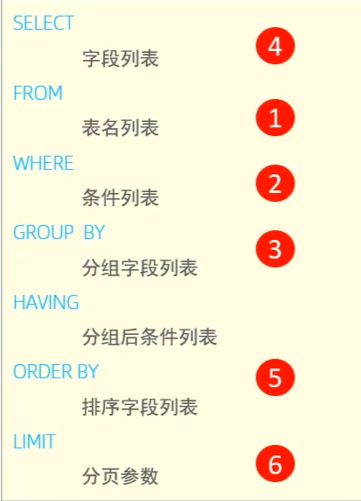 SELECT
字段列表 4
FROM
表名列表 1
WHERE
条件列表 2
GROUP BY
分组字段列表 3
HAVING
分组后条件列表
ORDER BY
排序字段列表 5
LIMIT
分页参数 6